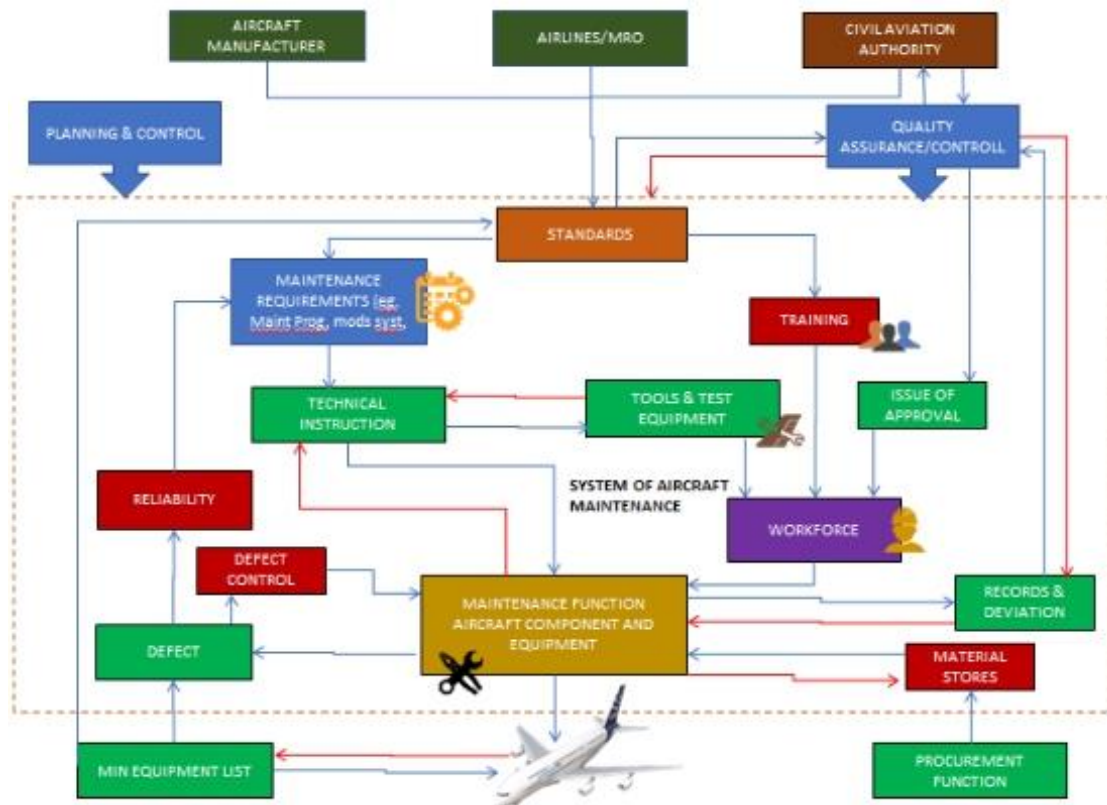 AIRCRAFT
MANUFACTURER
AIRLINES/MRO
CIVIL AVIATION
AUTHORITY
PLANNING & CONTROL
QUALITY
ASSURANCE/CONTROLL
STANDARDS
MAINTENANCE
REQUIREMENTS (eg,
Maint Prog, mods syst,
TRAINING
TECHNICAL
INSTRUCTION
TOOLS & TEST
EQUIPMENT
ISSUE OF
APPROVAL
SYSTEM OF AIRCRAFT
MAINTENANCE
RELIABILITY
WORKFORCE
DEFECT
CONTROL
MAINTENANCE FUNCTION
AIRCRAFT COMPONENT AND
EQUIPMENT
RECORDS &
DEVIATION
DEFECT
MATERIAL
STORES
MIN EQUIPMENT LIST
PROCUREMENT
FUNCTION